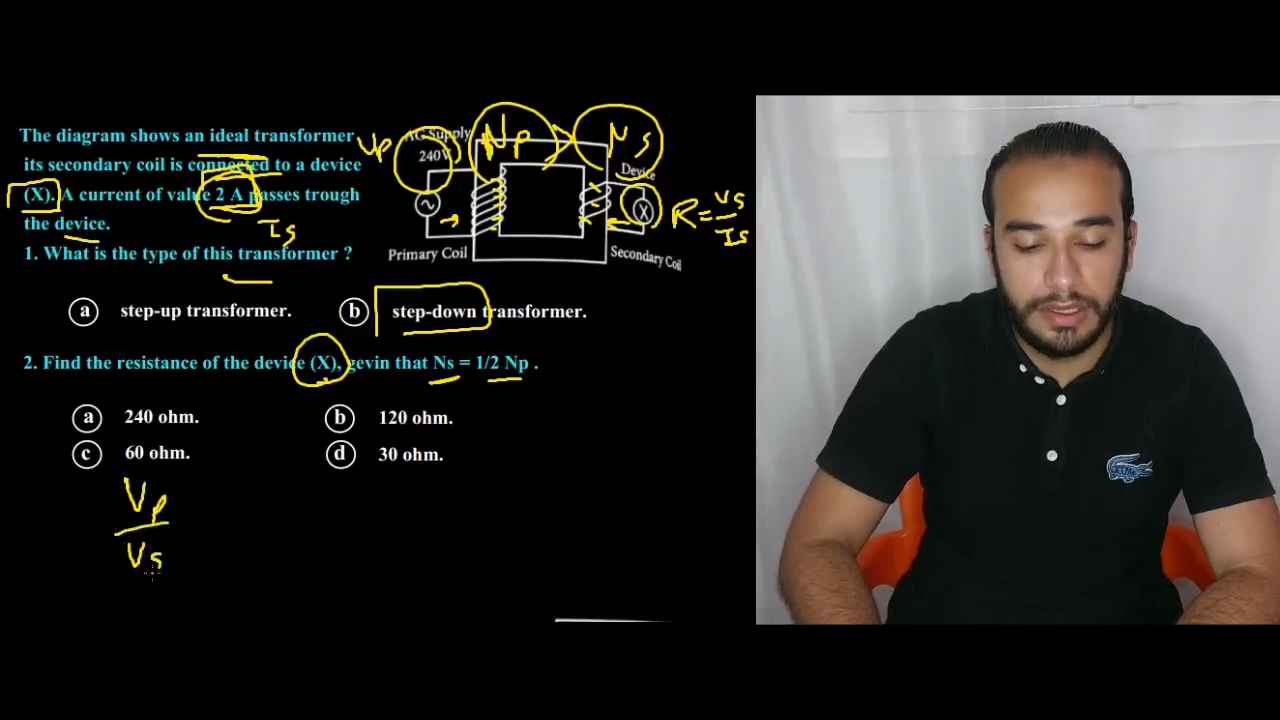 The diagram shows an ideal transformer
its secondary coil is connected to a device
(X). A current of value 2 A passes trough
the device.
Is
1. What is the type of this transformer ?
a step-up transformer. b step-down transformer.
2. Find the resistance of the device (X), gevin that Ns = 1/2 Np .
a 240 ohm. b 120 ohm.
c 60 ohm. d 30 ohm.
Vp
Vs
Vp AC Supply
240V
Np > Ns
Device
X
R = Vs
Is
Primary Coil
Secondary Coil